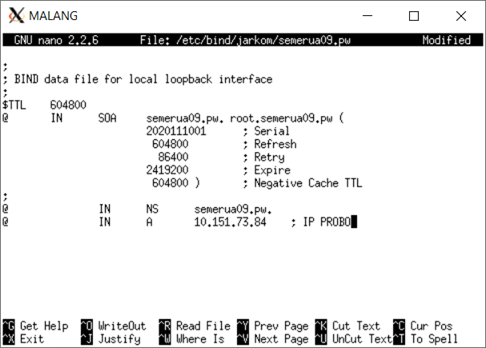 MALANG
GNU nano 2.2.6 File: /etc/bind/jarkom/semerua09.pw Modified
;
; BIND data file for local loopback interface
;
$TTL 604800
@ IN SOA semerua09.pw. root.semerua09.pw (
2020111001 ; Serial
604800 ; Refresh
86400 ; Retry
2419200 ; Expire
604800 ) ; Negative Cache TTL
;
@ IN NS semerua09.pw.
@ IN A 10.151.73.84 ; IP PROBO
^G Get Help ^O WriteOut ^R Read File ^Y Prev Page ^K Cut Text ^C Cur Pos
^X Exit ^J Justify ^W Where Is ^V Next Page ^U UnCut Text ^T To Spell